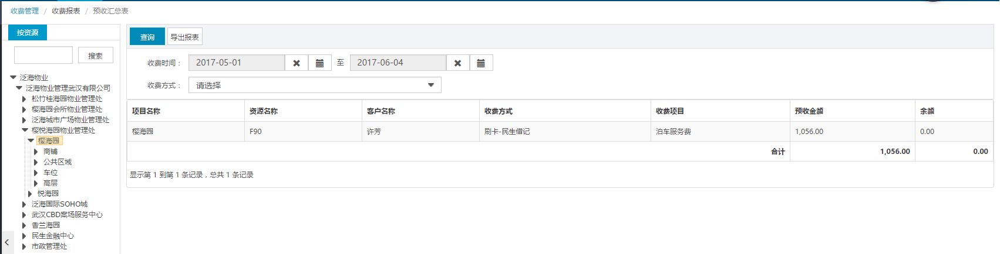 收费管理 / 收费报表 / 预收汇总表
按资源
搜索
泛海物业
泛海物业管理武汉有限公司
松竹桂海园物业管理处
樱海园会所物业管理处
泛海城市广场物业管理处
樱悦海园物业管理处
樱海园
商铺
公共区域
车位
高层
悦海园
泛海国际SOHO城
武汉CBD案场服务中心
香兰海园
民生金融中心
市政管理处
查询 导出报表
收费时间： 2017-05-01 至 2017-06-04
收费方式： 请选择
项目名称 资源名称 客户名称 收费方式 收费项目 预收金额 余额
樱海园 F90 许芳 刷卡-民生借记 泊车服务费 1,056.00 0.00
合计 1,056.00 0.00
显示第 1 到第 1 条记录，总共 1 条记录